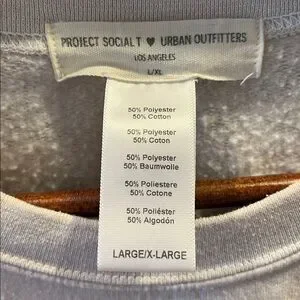 PROJECT SOCIAL T ♥ URBAN OUTFITTERS
LOS ANGELES
L/XL
50% Polyester
50% Cotton
50% Polyester
50% Coton
50% Polyester
50% Baumwolle
50% Poliestere
50% Cotone
50% Poliéster
50% Algodón
LARGE/X-LARGE